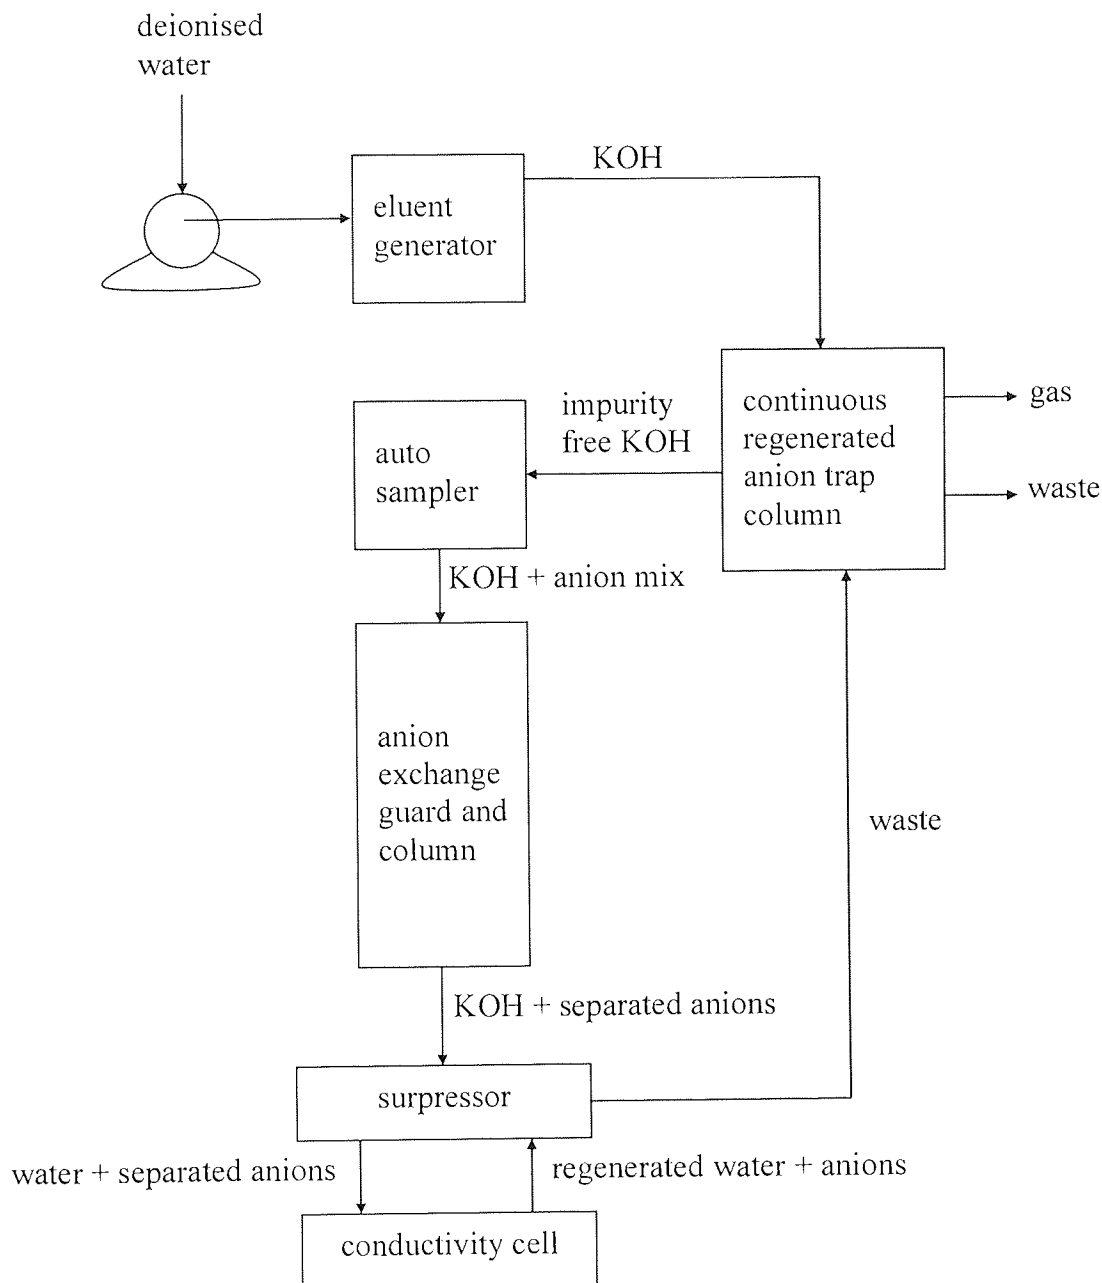 deionised
water
KOH
eluent
generator
continuous
regenerated
anion trap
column
gas
waste
impurity
free KOH
auto
sampler
KOH + anion mix
anion
exchange
guard and
column
waste
KOH + separated anions
surpressor
water + separated anions
regenerated water + anions
conductivity cell